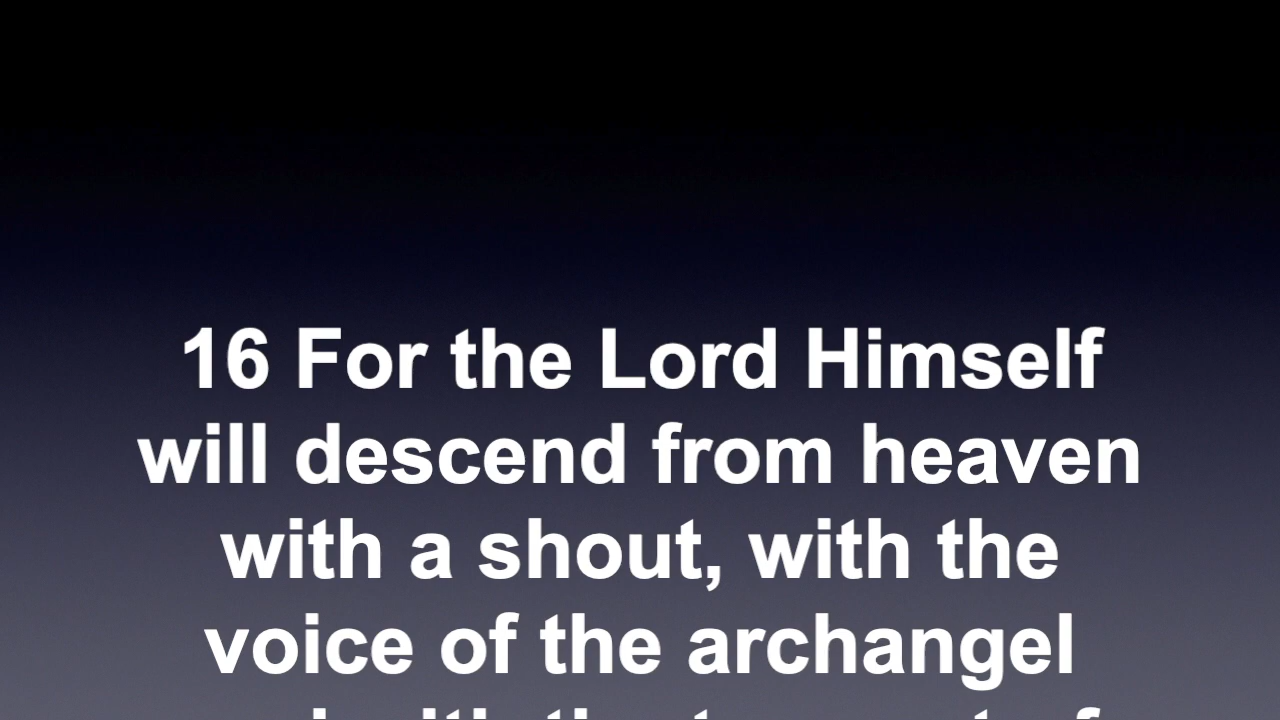 16 For the Lord Himself
will descend from heaven
with a shout, with the
voice of the archangel